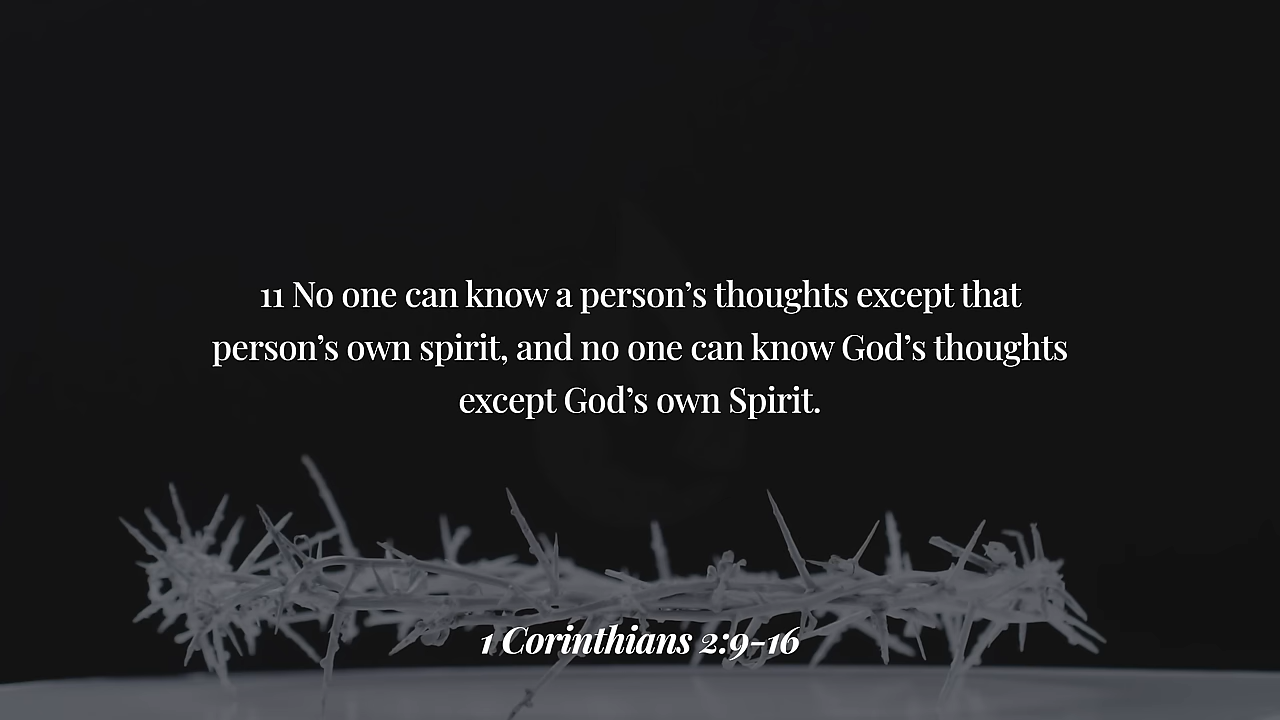 11 No one can know a person’s thoughts except that
person’s own spirit, and no one can know God’s thoughts
except God’s own Spirit.
1 Corinthians 2:9-16